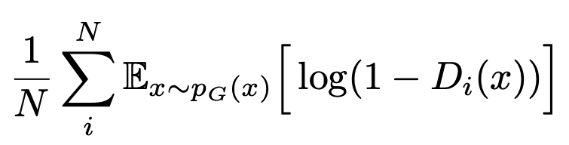 \frac{1}{N} \sum_{i}^{N} \mathbb{E}_{x \sim p_G(x)} \Big[ \log(1 - D_i(x)) \Big]